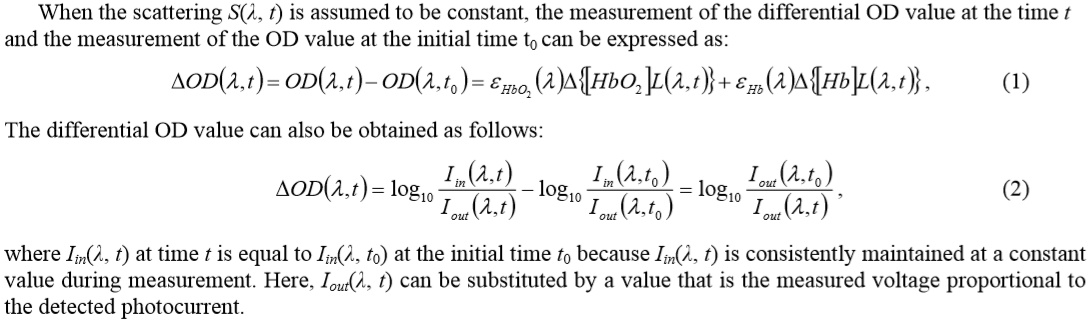 When the scattering S(λ, t) is assumed to be constant, the measurement of the differential OD value at the time t
and the measurement of the OD value at the initial time t₀ can be expressed as:
ΔOD(λ,t) = OD(λ,t) − OD(λ,t₀) = ε_HbO₂(λ)Δ{[HbO₂]L(λ,t)} + ε_Hb(λ)Δ{[Hb]L(λ,t)}, (1)
The differential OD value can also be obtained as follows:
ΔOD(λ,t) = log₁₀ I_in(λ,t)/I_out(λ,t) − log₁₀ I_in(λ,t₀)/I_out(λ,t₀) = log₁₀ I_out(λ,t₀)/I_out(λ,t), (2)
where I_in(λ, t) at time t is equal to I_in(λ, t₀) at the initial time t₀ because I_in(λ, t) is consistently maintained at a constant
value during measurement. Here, I_out(λ, t) can be substituted by a value that is the measured voltage proportional to
the detected photocurrent.